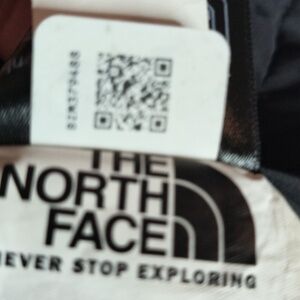 THE
NORTH
FACE
NEVER STOP EXPLORING